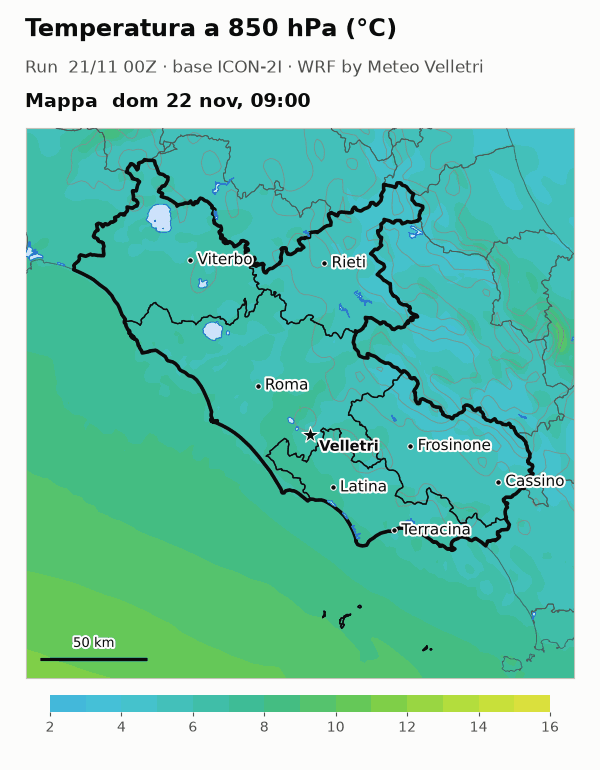 Temperatura a 850 hPa (°C)
Run  21/11 00Z · base ICON-2I · WRF by Meteo Velletri
Mappa  dom 22 nov, 09:00
Viterbo
Rieti
Roma
Velletri
Frosinone
Latina
Cassino
Terracina
50 km
2 4 6 8 10 12 14 16